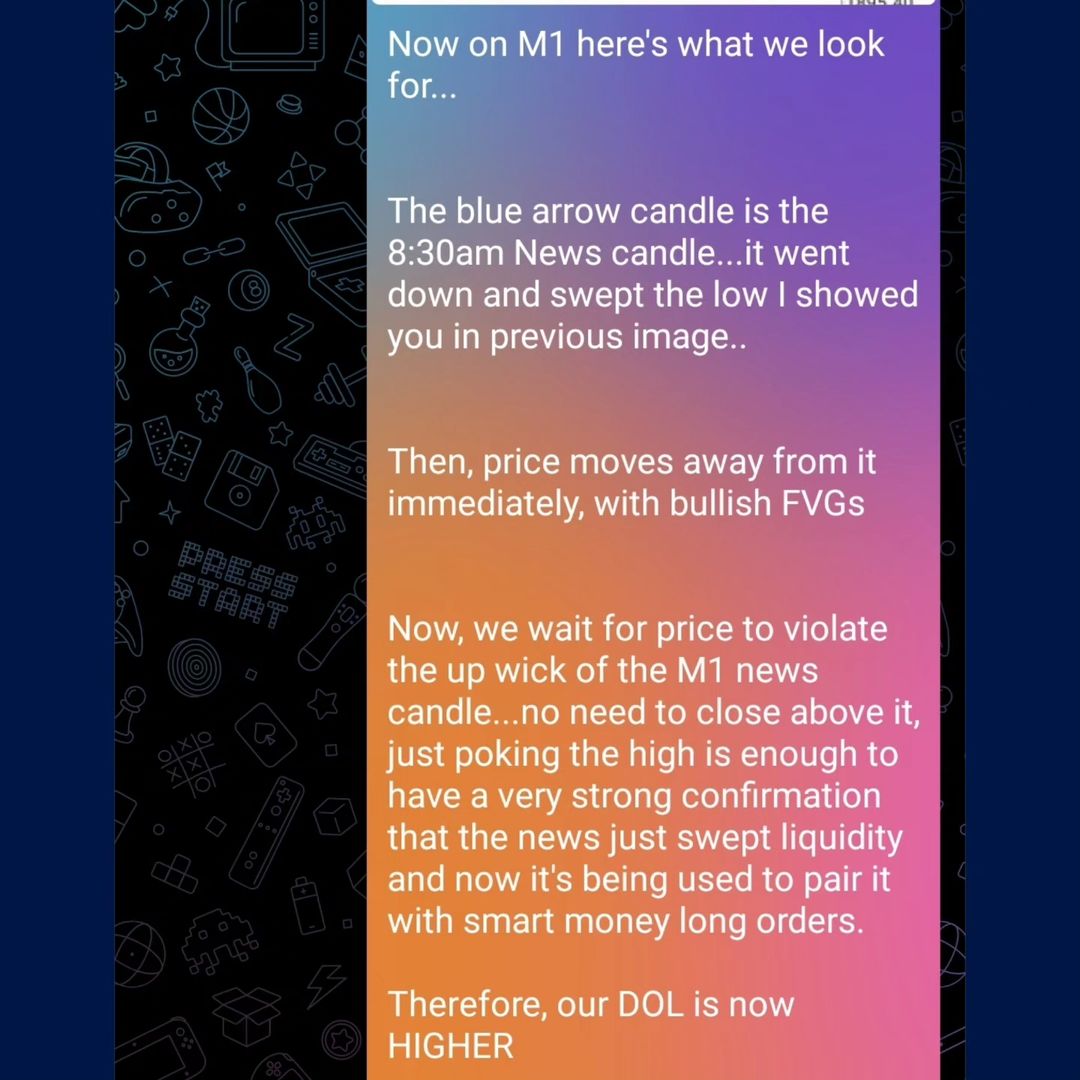 Now on M1 here's what we look
for...
The blue arrow candle is the
8:30am News candle...it went
down and swept the low I showed
you in previous image..
Then, price moves away from it
immediately, with bullish FVGs
Now, we wait for price to violate
the up wick of the M1 news
candle...no need to close above it,
just poking the high is enough to
have a very strong confirmation
that the news just swept liquidity
and now it's being used to pair it
with smart money long orders.
Therefore, our DOL is now
HIGHER
PRESS
START